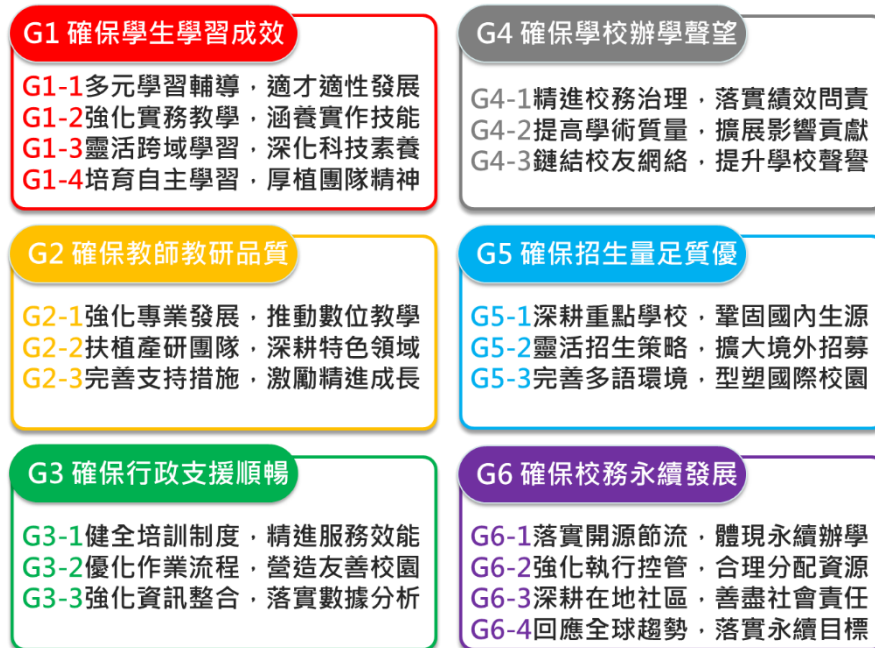 G1 確保學生學習成效
G1-1多元學習輔導，適才適性發展
G1-2強化實務教學，涵養實作技能
G1-3靈活跨域學習，深化科技素養
G1-4培育自主學習，厚植團隊精神
G2 確保教師教研品質
G2-1強化專業發展，推動數位教學
G2-2扶植產研團隊，深耕特色領域
G2-3完善支持措施，激勵精進成長
G3 確保行政支援順暢
G3-1健全培訓制度，精進服務效能
G3-2優化作業流程，營造友善校園
G3-3強化資訊整合，落實數據分析
G4 確保學校辦學聲望
G4-1精進校務治理，落實績效問責
G4-2提高學術質量，擴展影響貢獻
G4-3鏈結校友網絡，提升學校聲譽
G5 確保招生量足質優
G5-1深耕重點學校，鞏固國內生源
G5-2靈活招生策略，擴大境外招募
G5-3完善多語環境，型塑國際校園
G6 確保校務永續發展
G6-1落實開源節流，體現永續辦學
G6-2強化執行控管，合理分配資源
G6-3深耕在地社區，善盡社會責任
G6-4回應全球趨勢，落實永續目標